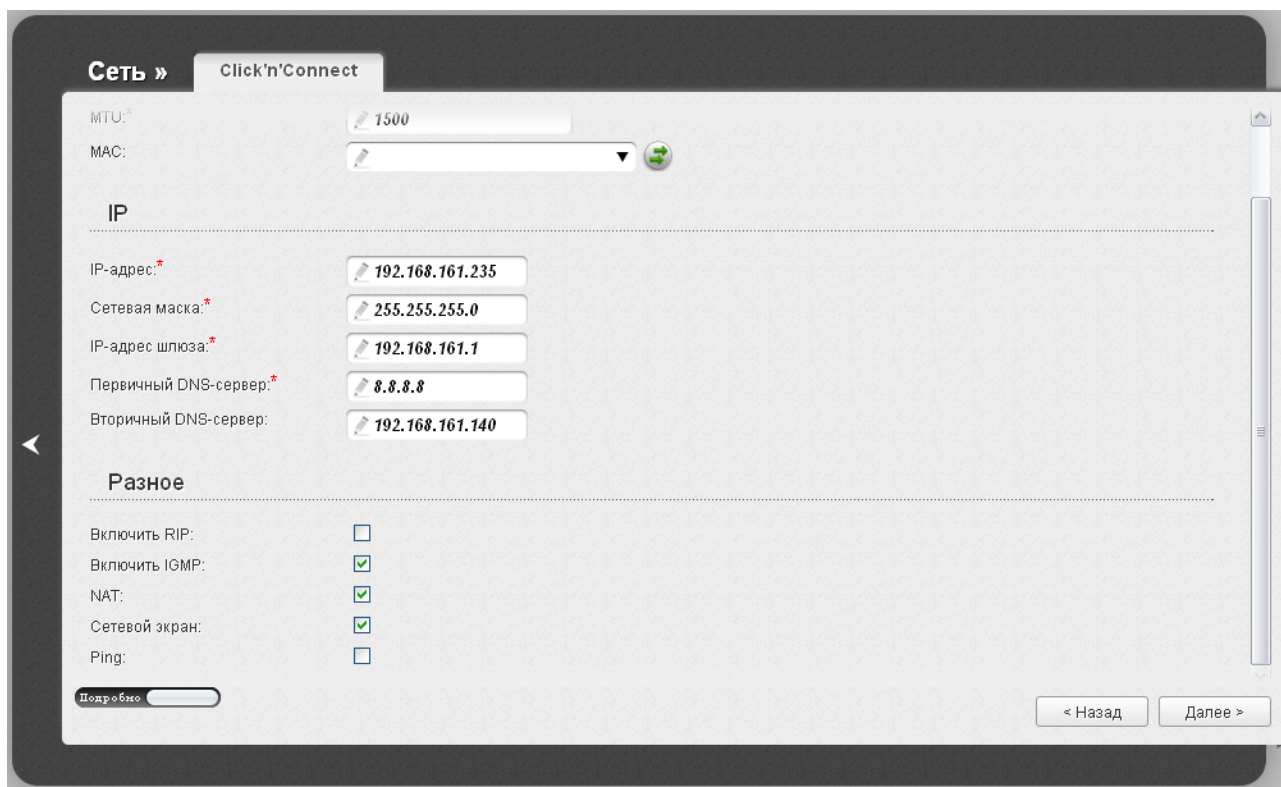 Сеть »
Click'n'Connect
MTU:* 1500
MAC:
IP
IP-адрес:* 192.168.161.235
Сетевая маска:* 255.255.255.0
IP-адрес шлюза:* 192.168.161.1
Первичный DNS-сервер:* 8.8.8.8
Вторичный DNS-сервер: 192.168.161.140
Разное
Включить RIP:
Включить IGMP:
NAT:
Сетевой экран:
Ping:
Подробно
< Назад
Далее >